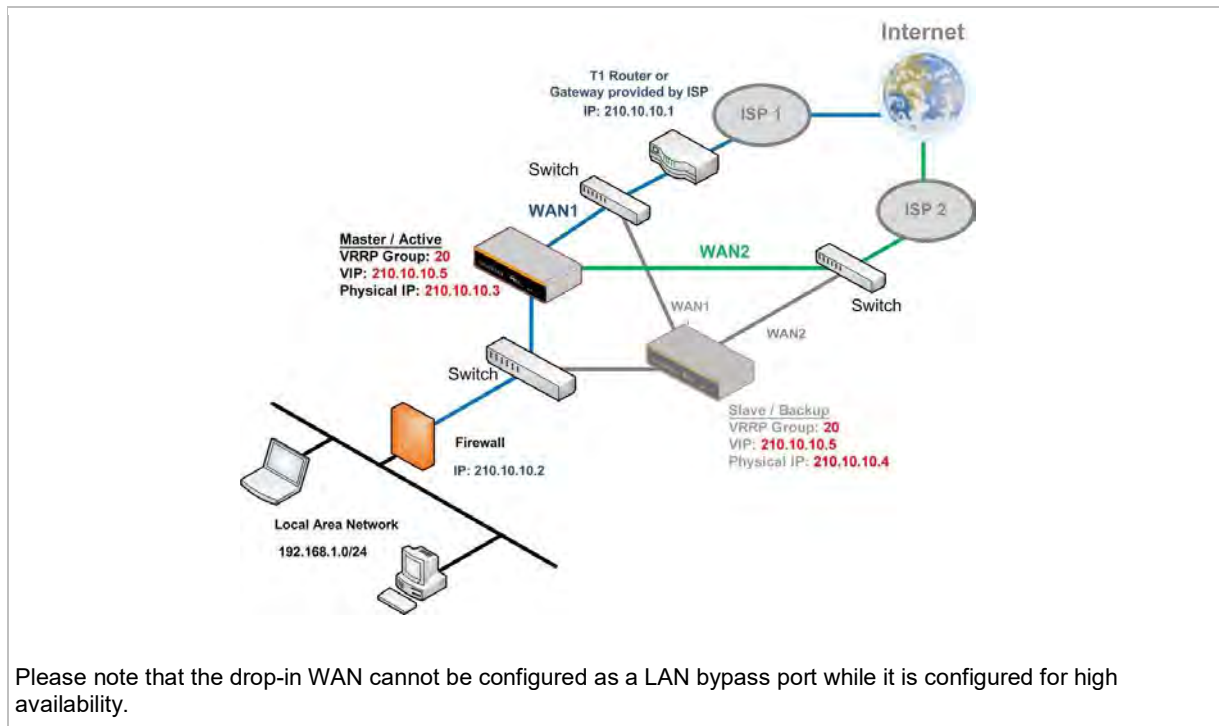 Internet
T1 Router or
Gateway provided by ISP
IP: 210.10.10.1
ISP 1
Switch
WAN1
ISP 2
Master / Active
VRRP Group: 20
VIP: 210.10.10.5
Physical IP: 210.10.10.3
WAN2
Switch
WAN1
WAN2
Switch
Slave / Backup
VRRP Group: 20
VIP: 210.10.10.5
Physical IP: 210.10.10.4
Firewall
IP: 210.10.10.2
Local Area Network
192.168.1.0/24
Please note that the drop-in WAN cannot be configured as a LAN bypass port while it is configured for high
availability.